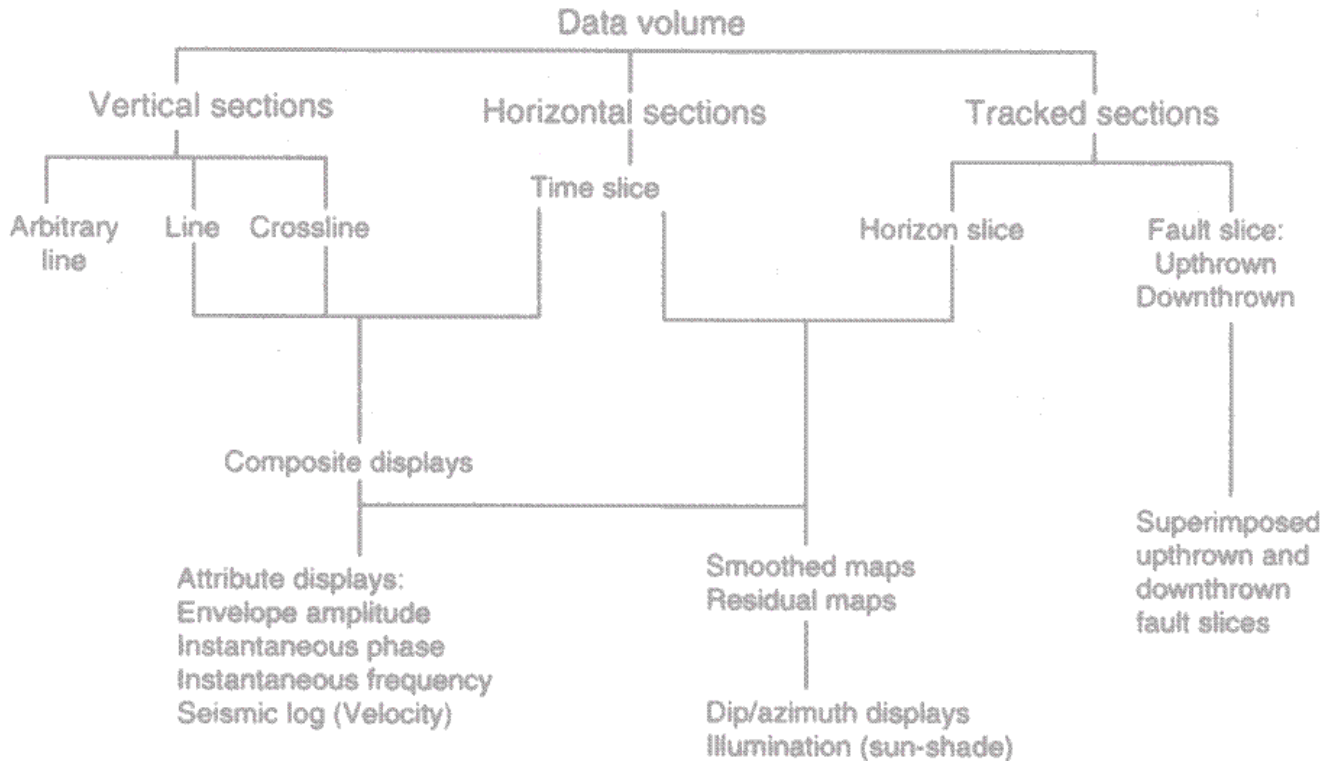 Data volume
Vertical sections
Horizontal sections
Tracked sections
Time slice
Arbitrary
line
Line
Crossline
Horizon slice
Fault slice:
Upthrown
Downthrown
Composite displays
Superimposed
upthrown and
downthrown
fault slices
Attribute displays:
Envelope amplitude
Instantaneous phase
Instantaneous frequency
Seismic log (Velocity)
Smoothed maps
Residual maps
Dip/azimuth displays
Illumination (sun-shade)